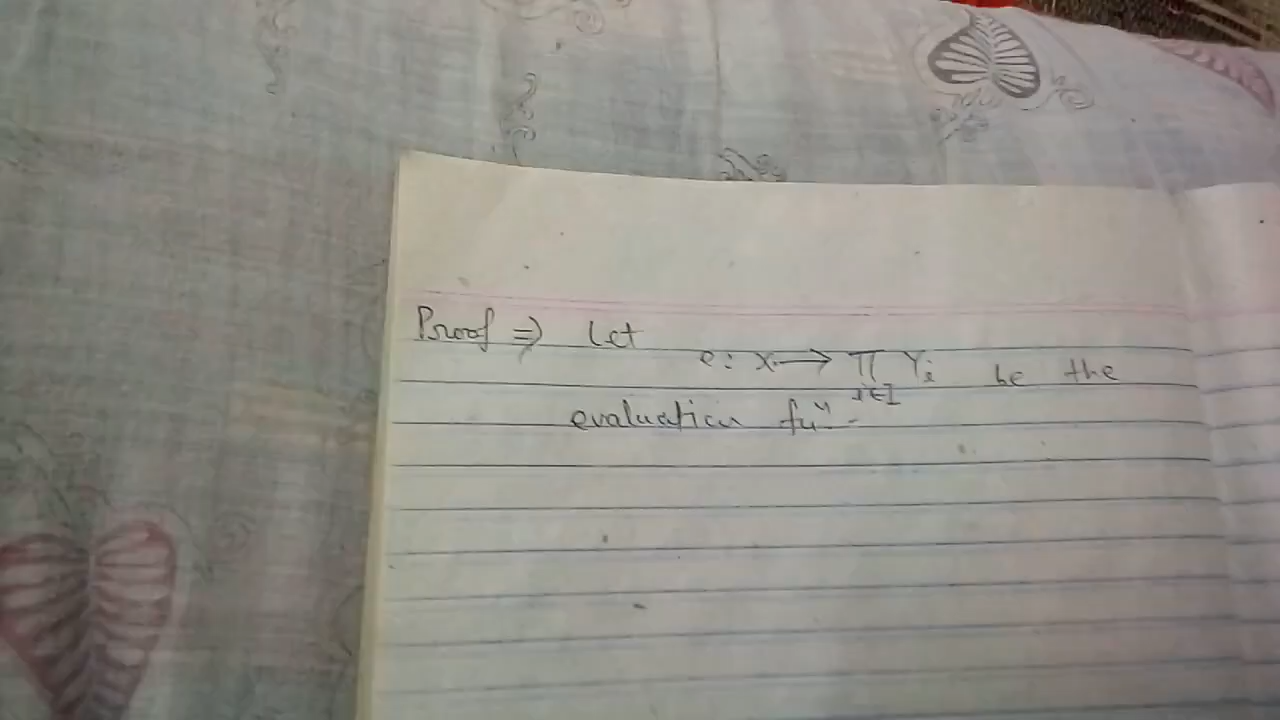 Proof ⇒ Let
e: X → π Yi be the
i∈I
evaluation fuⁿ -